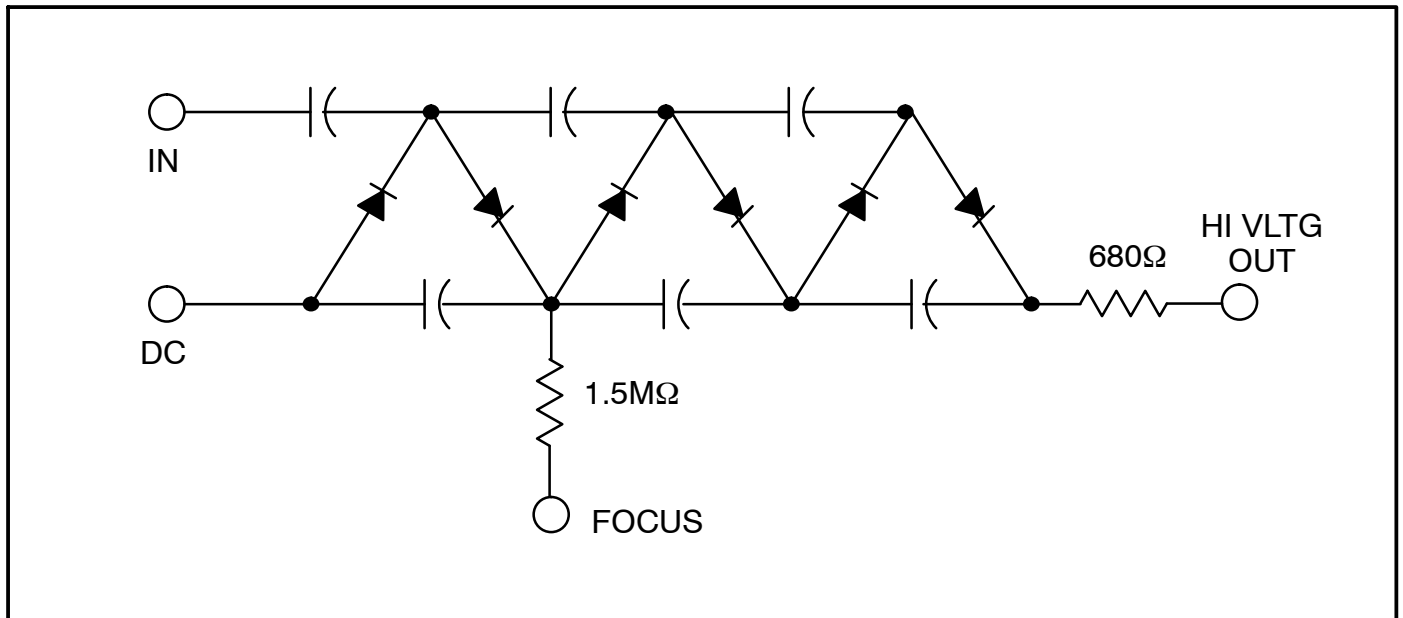 IN
HI VLTG
OUT
680Ω
DC
1.5MΩ
FOCUS